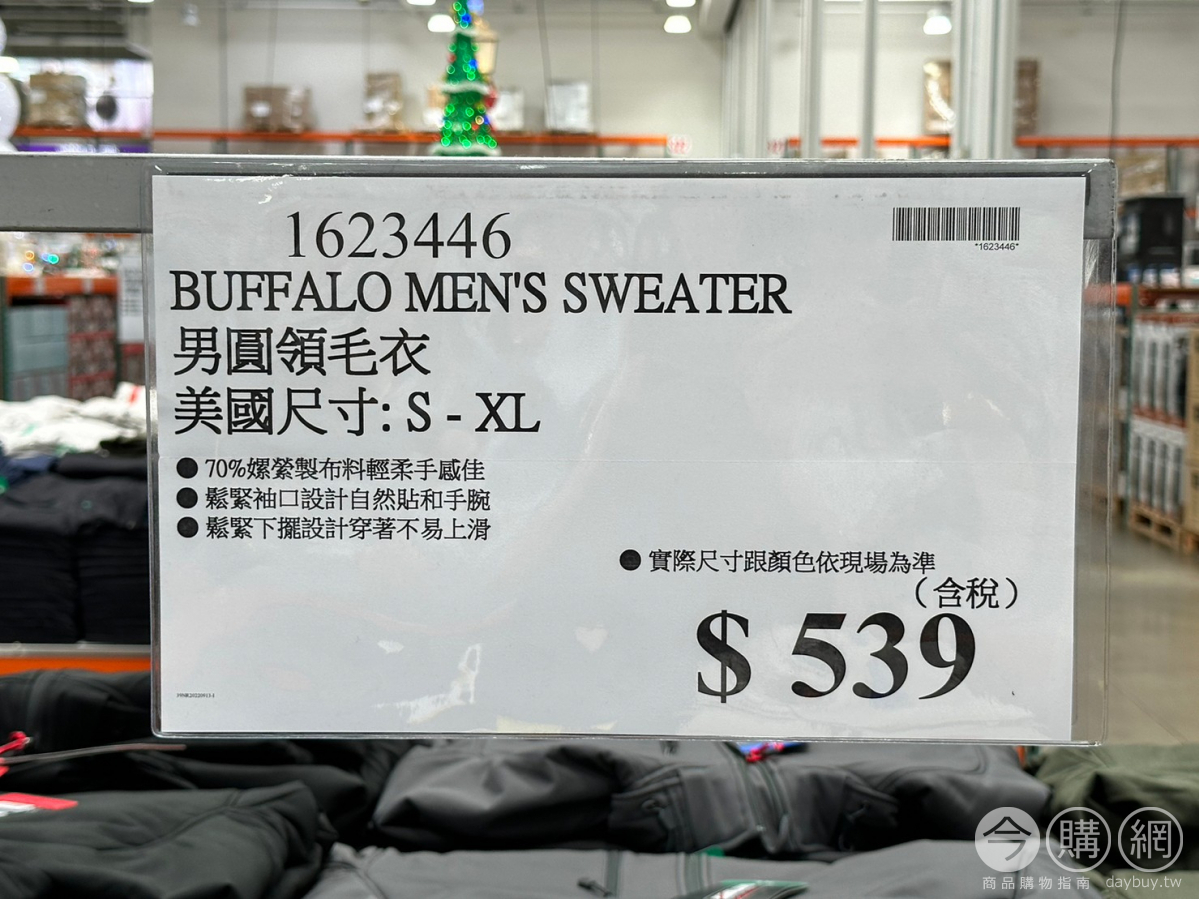 1623446
*1623446*
BUFFALO MEN'S SWEATER
男圓領毛衣
美國尺寸: S - XL
● 70%嫘縈製布料輕柔手感佳
● 鬆緊袖口設計自然貼和手腕
● 鬆緊下擺設計穿著不易上滑
● 實際尺寸跟顏色依現場為準
(含稅)
$ 539
今購網
商品購物指南 daybuy.tw